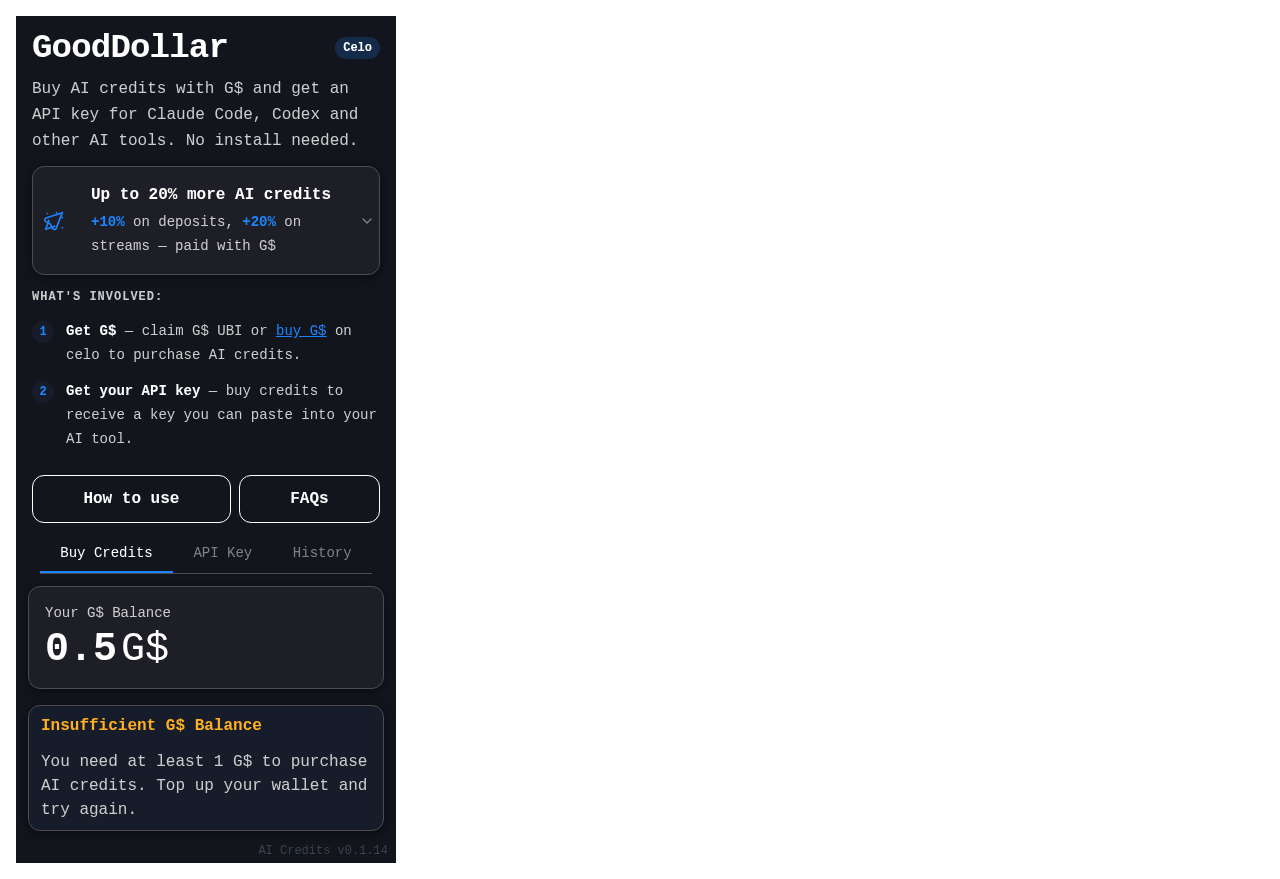 GoodDollar
Celo
Buy AI credits with G$ and get an
API key for Claude Code, Codex and
other AI tools. No install needed.
Up to 20% more AI credits
+10% on deposits, +20% on
streams — paid with G$
WHAT'S INVOLVED:
1
Get G$ — claim G$ UBI or buy G$ on
celo to purchase AI credits.
2
Get your API key — buy credits to
receive a key you can paste into your
AI tool.
How to use
FAQs
Buy Credits
API Key
History
Your G$ Balance
0.5 G$
Insufficient G$ Balance
You need at least 1 G$ to purchase
AI credits. Top up your wallet and
try again.
AI Credits v0.1.14